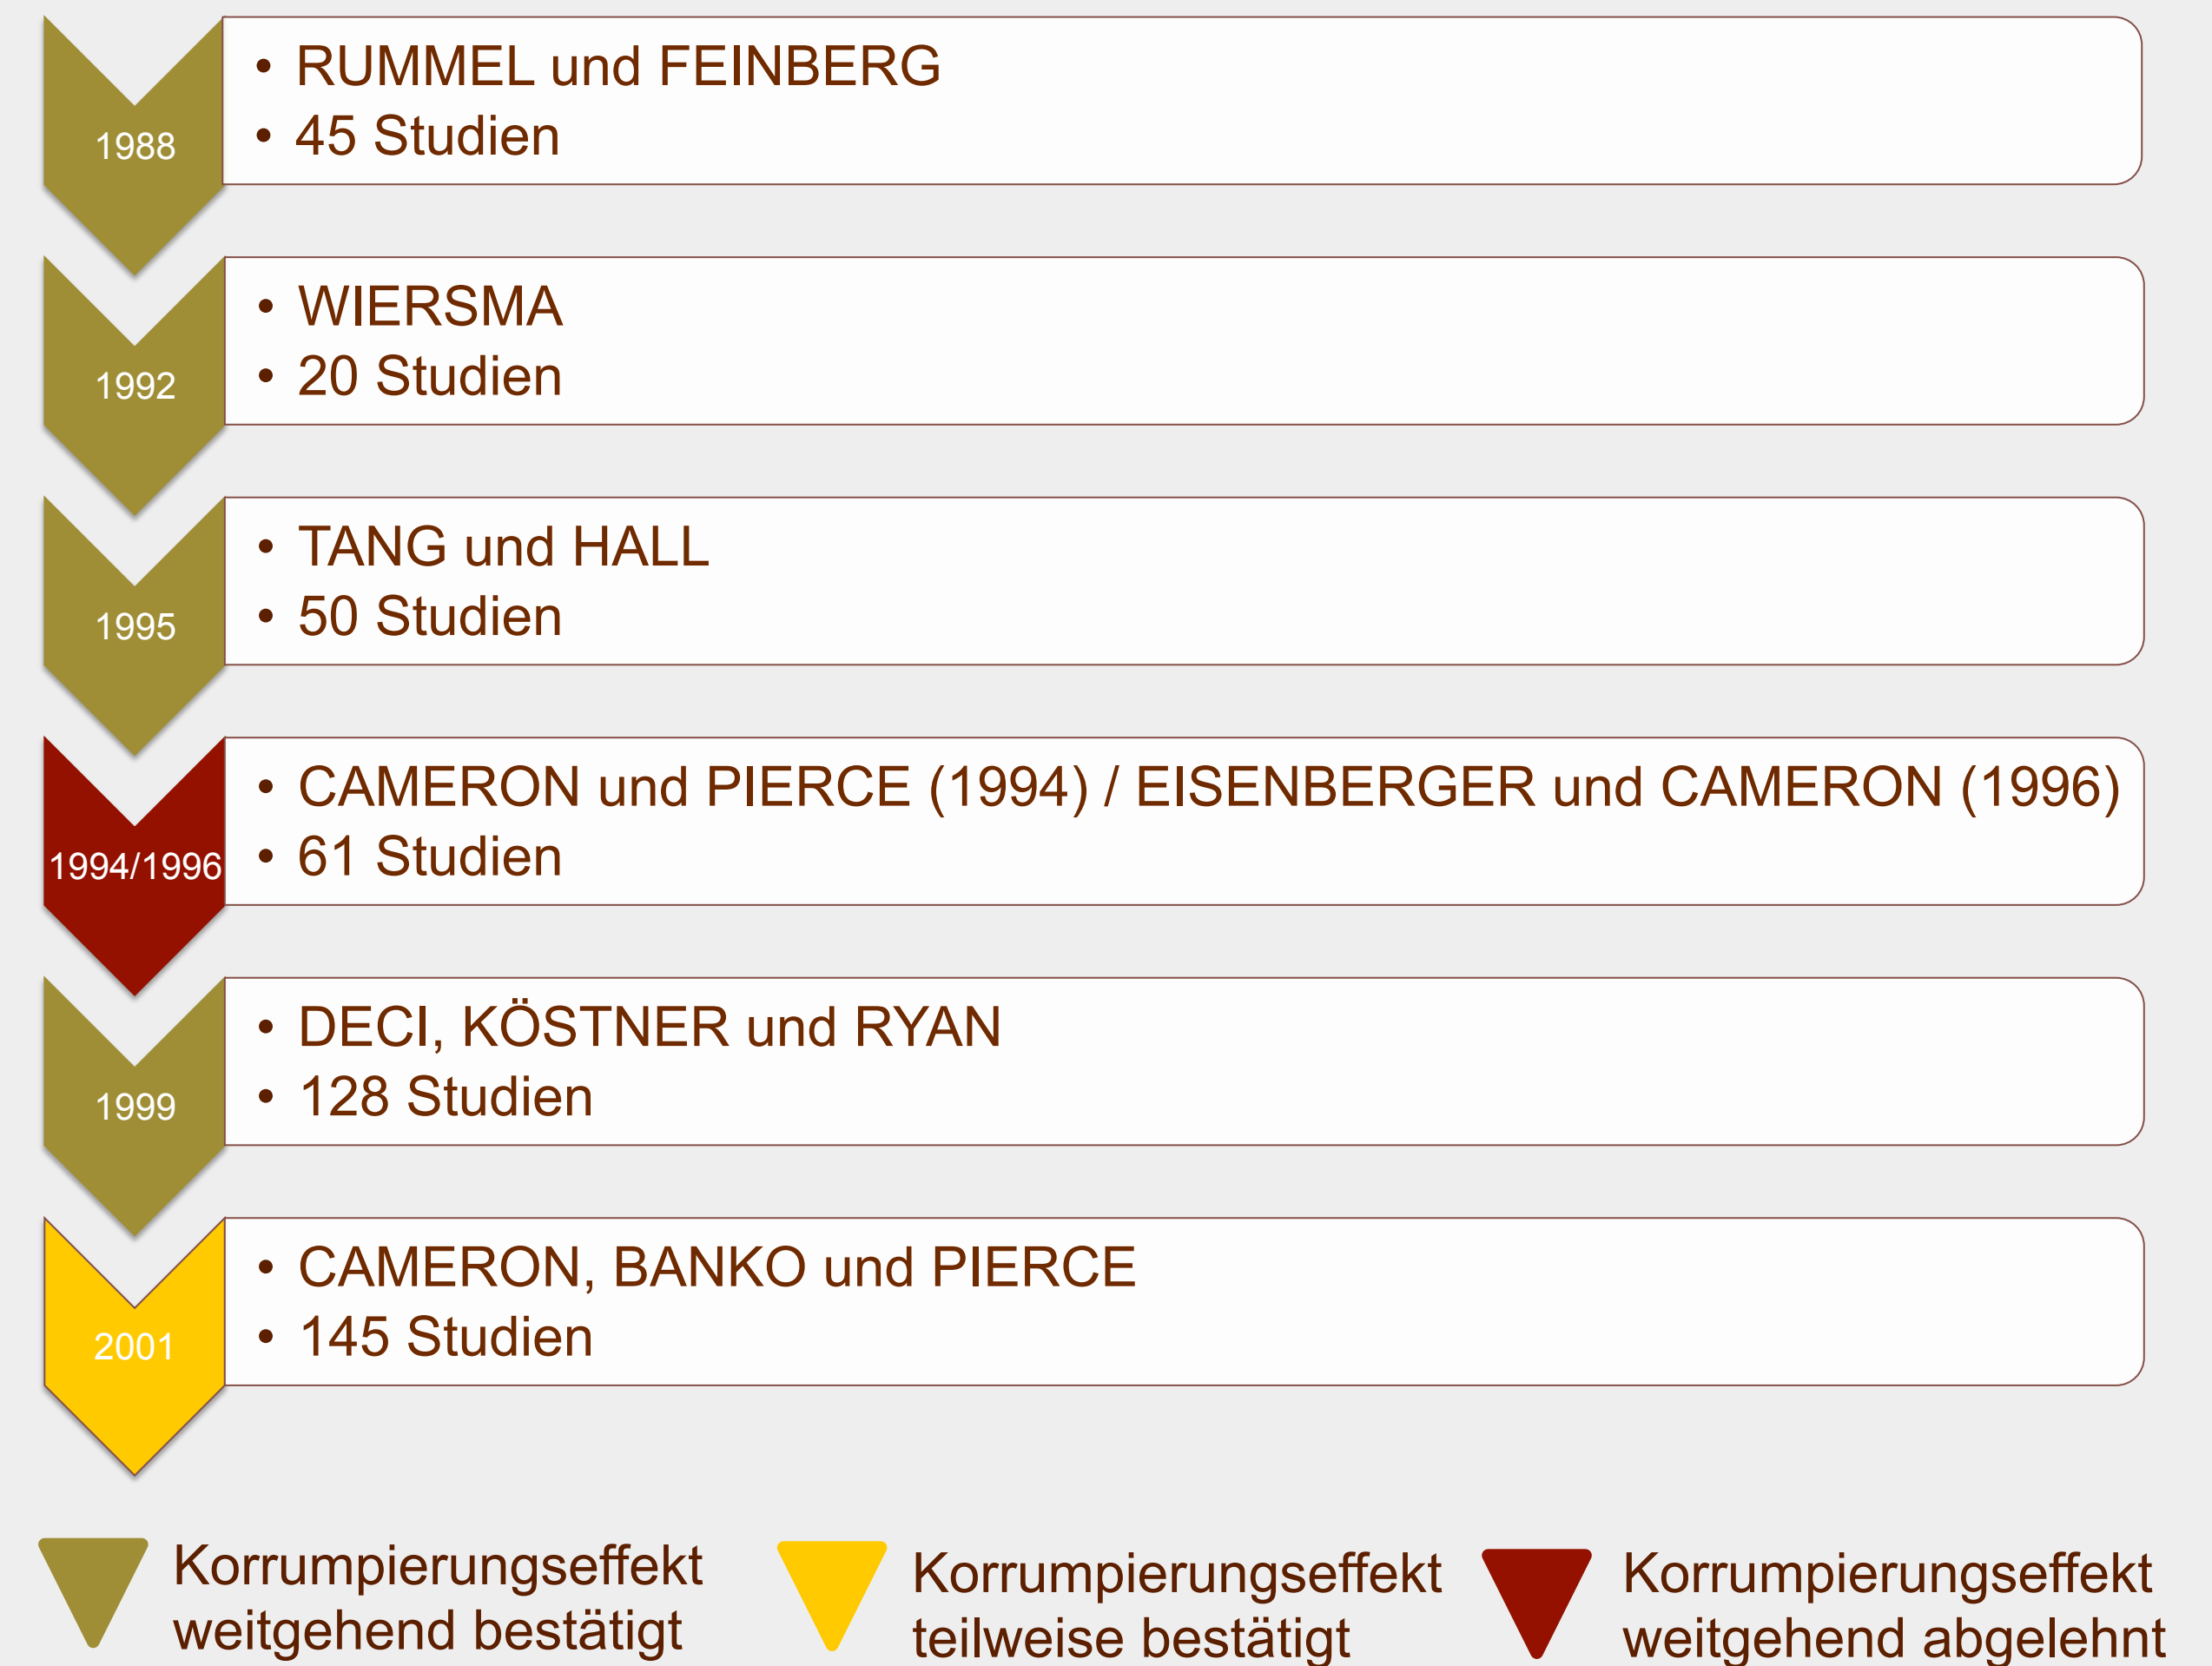 1988
• RUMMEL und FEINBERG
• 45 Studien
1992
• WIERSMA
• 20 Studien
1995
• TANG und HALL
• 50 Studien
1994/1996
• CAMERON und PIERCE (1994) / EISENBERGER und CAMERON (1996)
• 61 Studien
1999
• DECI, KÖSTNER und RYAN
• 128 Studien
2001
• CAMERON, BANKO und PIERCE
• 145 Studien
Korrumpierungseffekt
weitgehend bestätigt
Korrumpierungseffekt
teilweise bestätigt
Korrumpierungseffekt
weitgehend abgelehnt